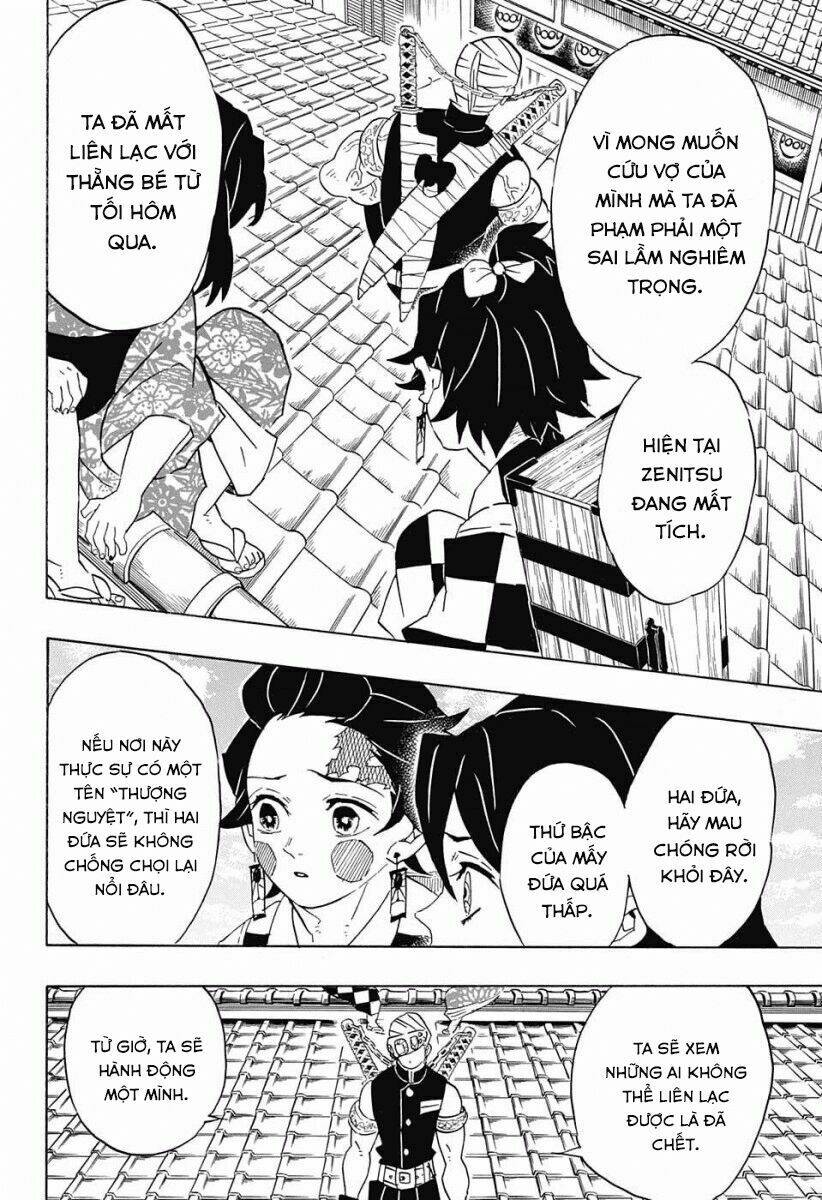 VÌ MONG MUỐN
CỨU VỢ CỦA
MÌNH MÀ TA ĐÃ
PHẠM PHẢI MỘT
SAI LẦM NGHIÊM
TRỌNG.
HIỆN TẠI
ZENITSU
ĐANG MẤT
TÍCH.
TA ĐÃ MẤT
LIÊN LẠC VỚI
THẰNG BÉ TỪ
TỐI HÔM
QUA.
HAI ĐỨA,
HÃY MAU
CHÓNG RỜI
KHỎI ĐÂY.
THỨ BẬC
CỦA MẤY
ĐỨA QUÁ
THẤP.
NẾU NƠI NÀY
THỰC SỰ CÓ MỘT
TÊN “THƯỢNG
NGUYỆT”, THÌ HAI
ĐỨA SẼ KHÔNG
CHỐNG CHỌI LẠI
NỔI ĐÂU.
TA SẼ XEM
NHỮNG AI KHÔNG
THỂ LIÊN LẠC
ĐƯỢC LÀ ĐÃ
CHẾT.
TỪ GIỜ, TA SẼ
HÀNH ĐỘNG
MỘT MÌNH.